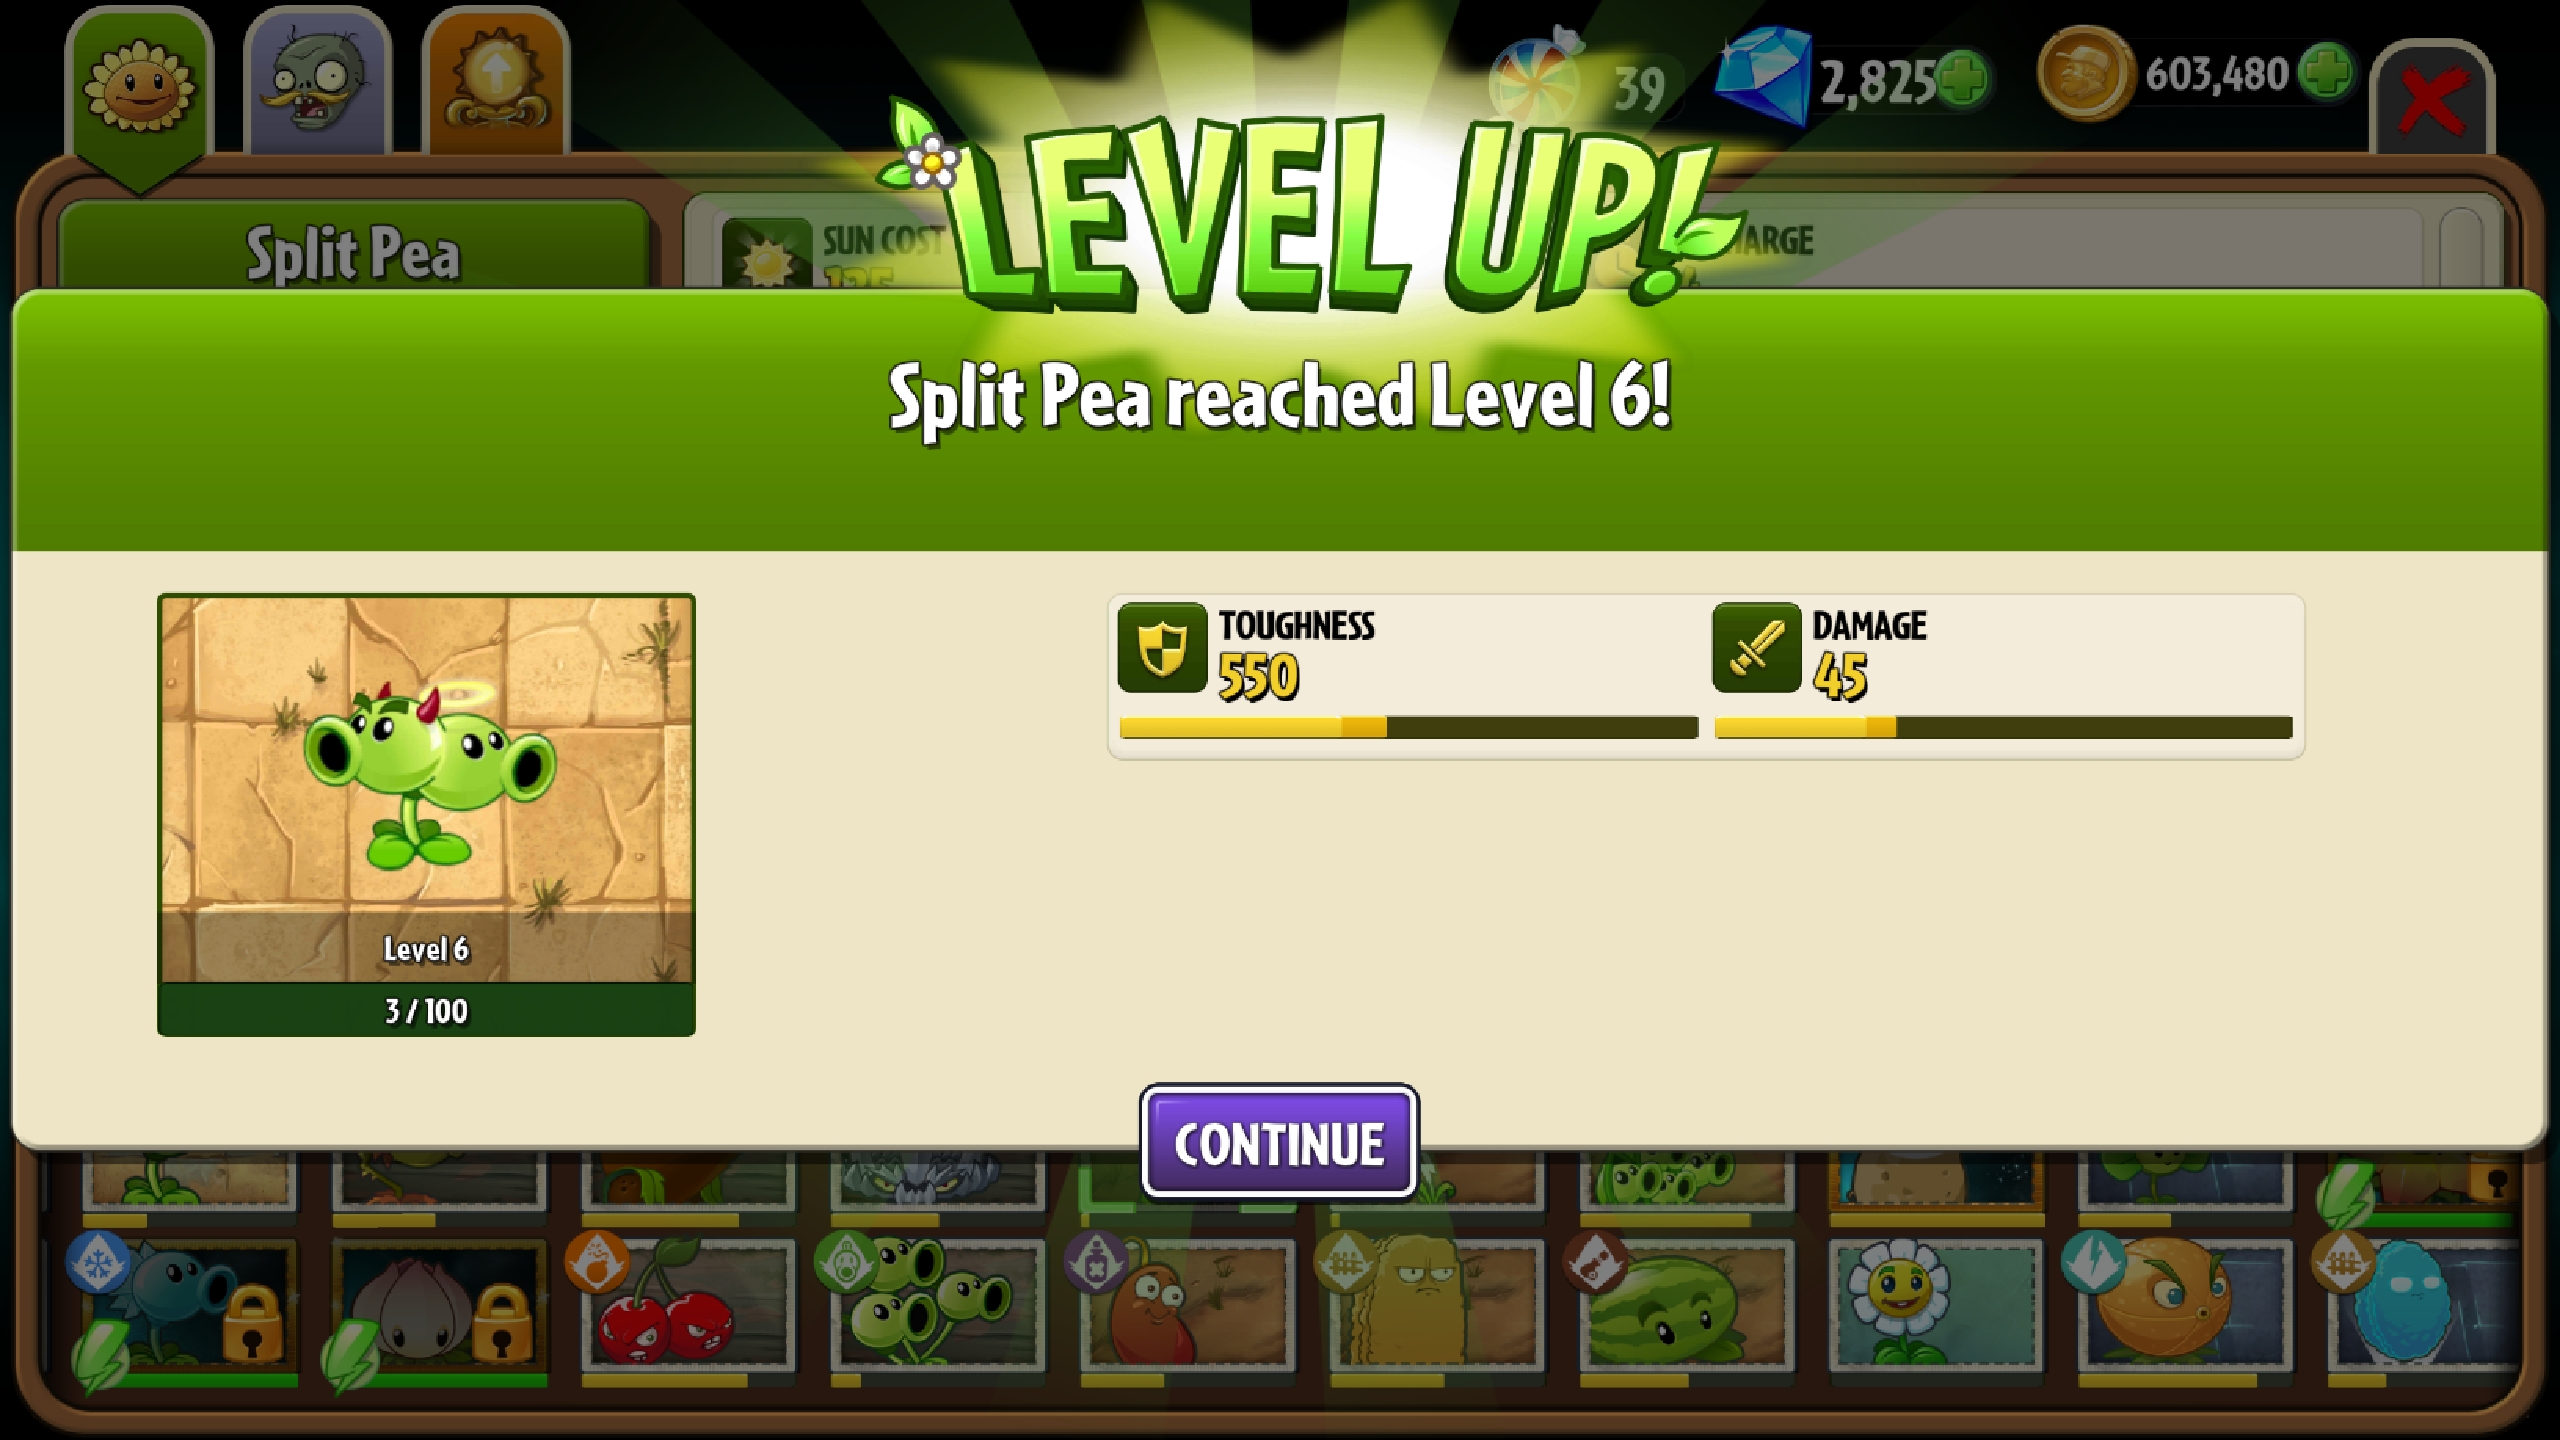 39
2,825
603,480
LEVEL UP!
Split Pea
SUN COST
125
Split Pea reached Level 6!
TOUGHNESS
550
DAMAGE
45
Level 6
3 / 100
CONTINUE